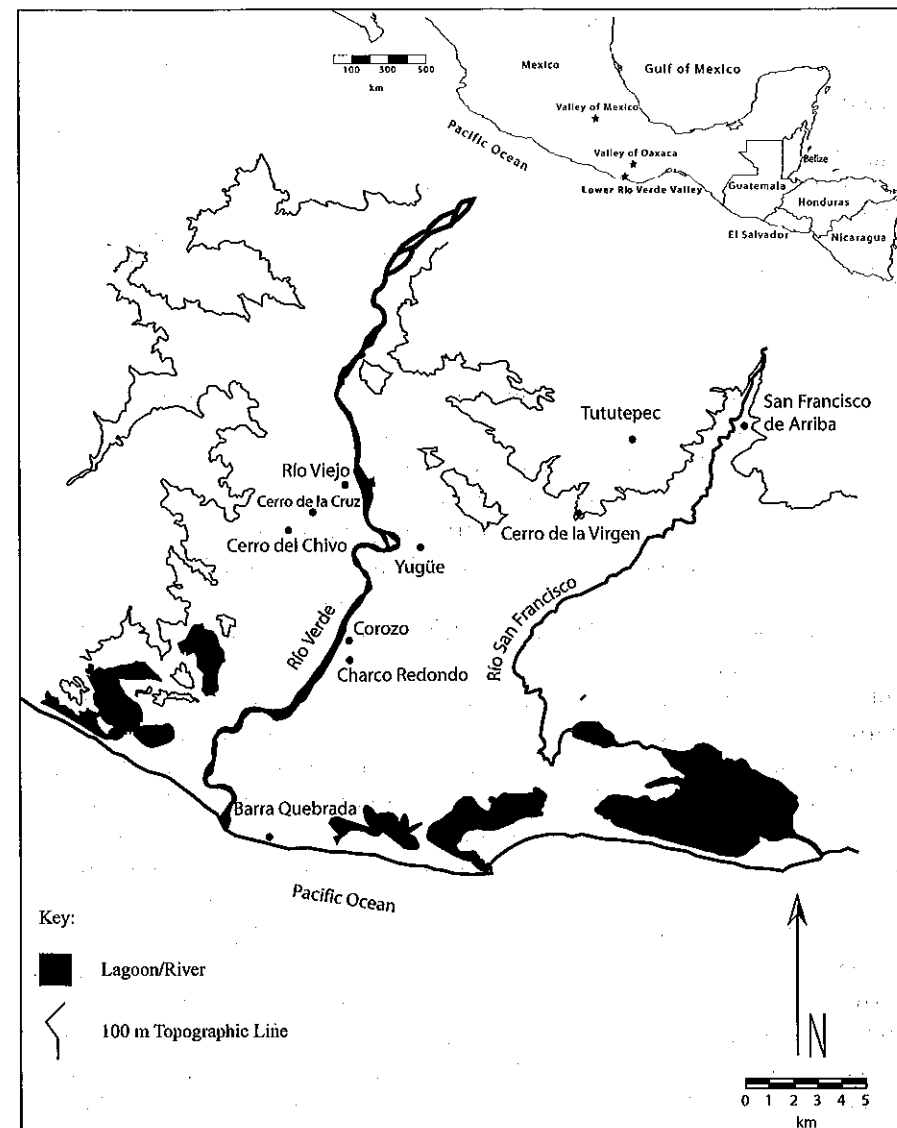 Mexico
Gulf of Mexico
100 300 500
km
Valley of Mexico
Pacific Ocean
Valley of Oaxaca
Belize
Lower Río Verde Valley
Guatemala
Honduras
El Salvador
Nicaragua
San Francisco
de Arriba
Tututepec
Río Viejo
Cerro de la Cruz
Cerro del Chivo
Cerro de la Virgen
Yugüe
Río Verde
Río San Francisco
Corozo
Charco Redondo
Barra Quebrada
Pacific Ocean
Key:
Lagoon/River
100 m Topographic Line
N
0 1 2 3 4 5
km